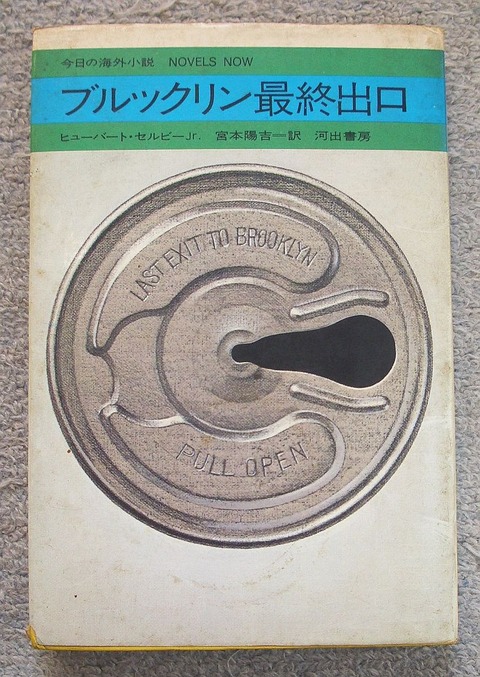 今日の海外小説 NOVELS NOW
ブルックリン最終出口
ヒューバート・セルビーJr. 宮本陽吉＝訳 河出書房
LAST EXIT TO BROOKLYN
PULL OPEN